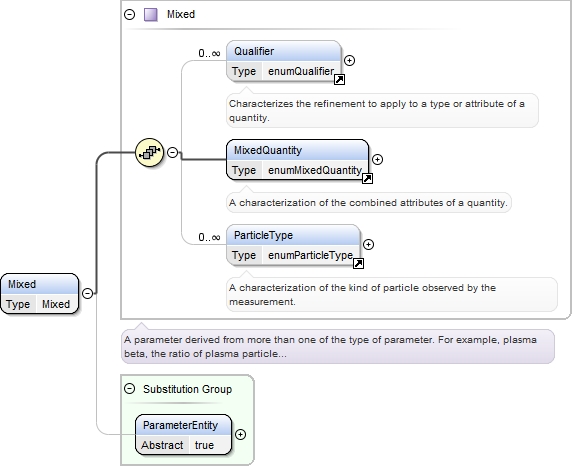 Mixed
0..∞
Qualifier
Type enumQualifier
Characterizes the refinement to apply to a type or attribute of a
quantity.
MixedQuantity
Type enumMixedQuantity
A characterization of the combined attributes of a quantity.
0..∞
ParticleType
Type enumParticleType
A characterization of the kind of particle observed by the
measurement.
Mixed
Type Mixed
A parameter derived from more than one of the type of parameter. For example, plasma
beta, the ratio of plasma particle...
Substitution Group
ParameterEntity
Abstract true